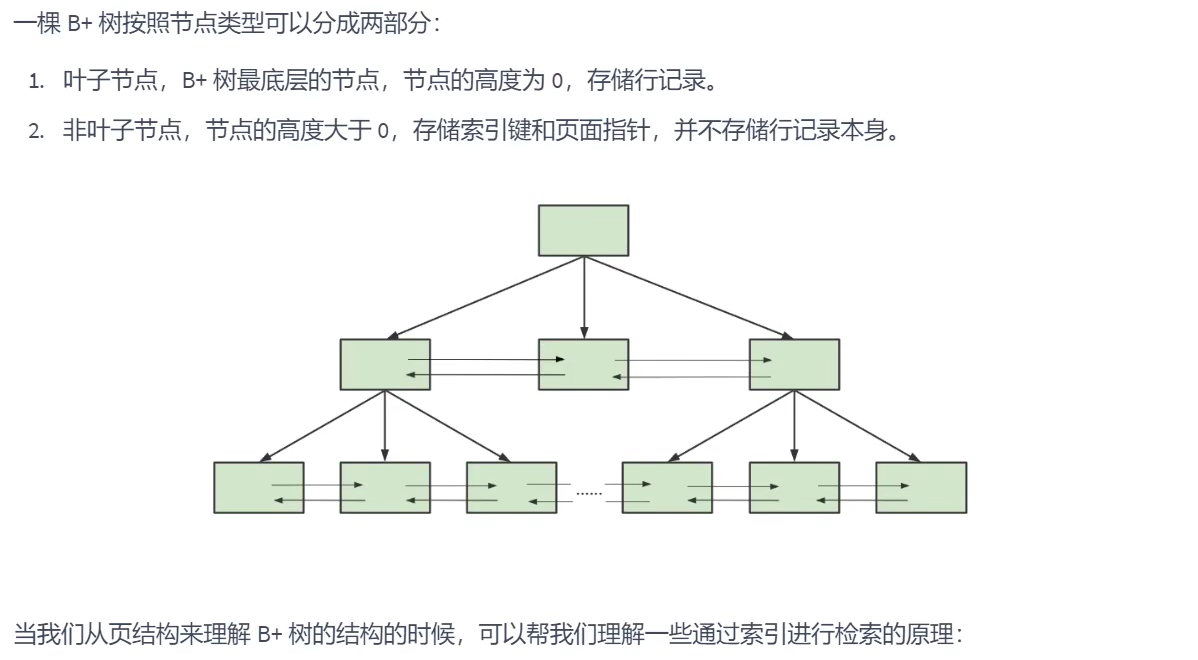 一棵 B+ 树按照节点类型可以分成两部分：
1. 叶子节点，B+ 树最底层的节点，节点的高度为 0，存储行记录。
2. 非叶子节点，节点的高度大于 0，存储索引键和页面指针，并不存储行记录本身。
......
当我们从页结构来理解 B+ 树的结构的时候，可以帮我们理解一些通过索引进行检索的原理：